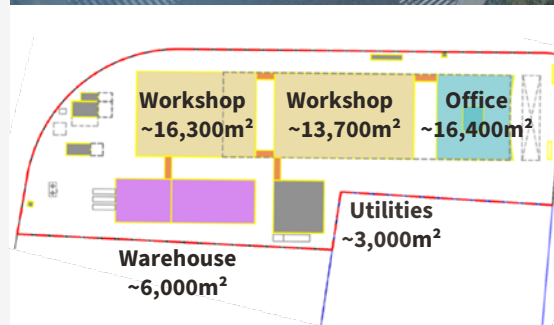 Workshop
~16,300m²
Workshop
~13,700m²
Office
~16,400m²
Utilities
~3,000m²
Warehouse
~6,000m²